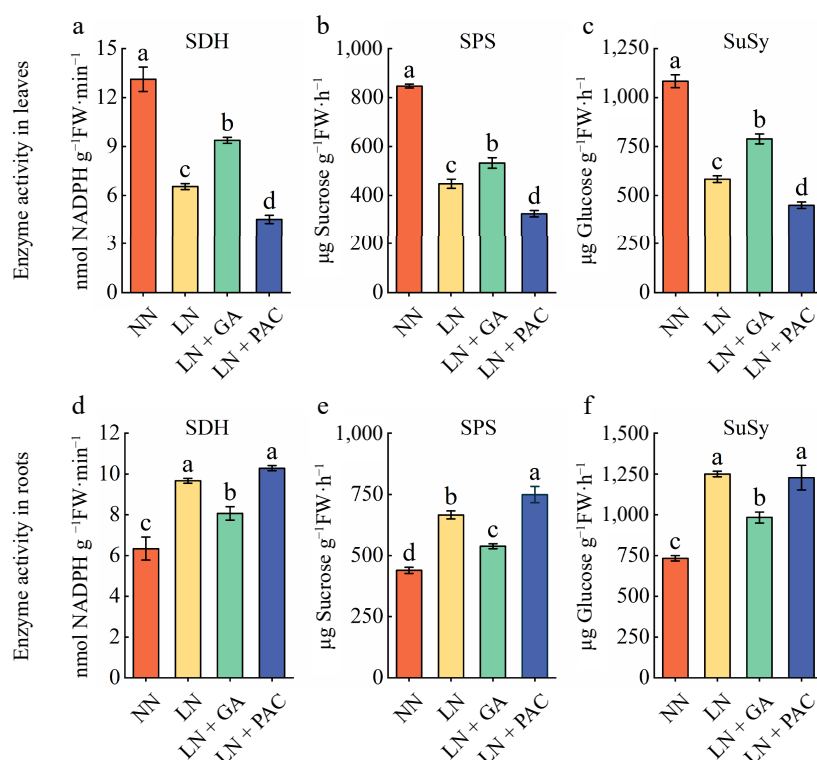 a
SDH
b
SPS
c
SuSy
Enzyme activity in leaves
nmol NADPH g⁻¹FW·min⁻¹
15
12
9
6
3
0
a
c
b
d
NN
LN
LN + GA
LN + PAC
μg Sucrose g⁻¹FW·h⁻¹
1,000
800
600
400
200
0
a
c
b
d
NN
LN
LN + GA
LN + PAC
μg Glucose g⁻¹FW·h⁻¹
1,250
1,000
750
500
250
0
a
c
b
d
NN
LN
LN + GA
LN + PAC
d
SDH
e
SPS
f
SuSy
Enzyme activity in roots
nmol NADPH g⁻¹FW·min⁻¹
12
10
8
6
4
2
0
c
a
b
a
NN
LN
LN + GA
LN + PAC
μg Sucrose g⁻¹FW·h⁻¹
1,000
750
500
250
0
d
b
c
a
NN
LN
LN + GA
LN + PAC
μg Glucose g⁻¹FW·h⁻¹
1,500
1,250
1,000
750
500
250
0
c
a
b
a
NN
LN
LN + GA
LN + PAC